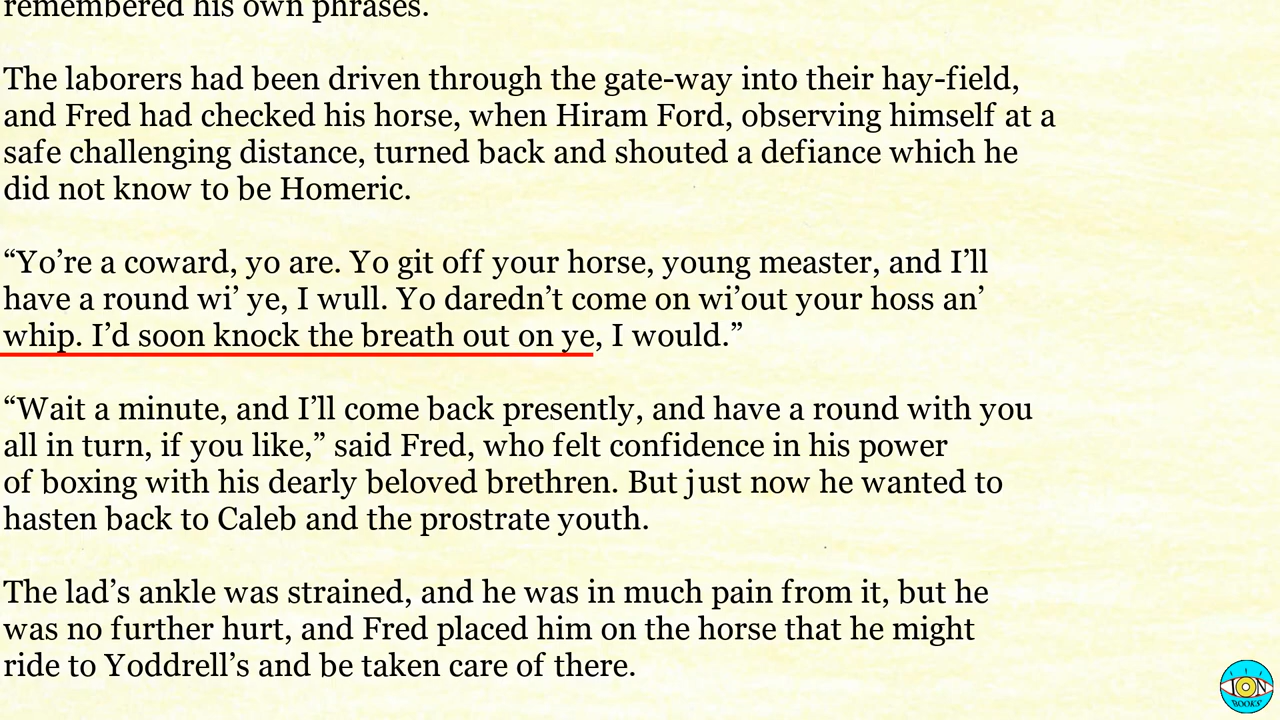 remembered his own phrases.
The laborers had been driven through the gate-way into their hay-field,
and Fred had checked his horse, when Hiram Ford, observing himself at a
safe challenging distance, turned back and shouted a defiance which he
did not know to be Homeric.
“Yo’re a coward, yo are. Yo git off your horse, young measter, and I’ll
have a round wi’ ye, I wull. Yo daredn’t come on wi’out your hoss an’
whip. I’d soon knock the breath out on ye, I would.”
“Wait a minute, and I’ll come back presently, and have a round with you
all in turn, if you like,” said Fred, who felt confidence in his power
of boxing with his dearly beloved brethren. But just now he wanted to
hasten back to Caleb and the prostrate youth.
The lad’s ankle was strained, and he was in much pain from it, but he
was no further hurt, and Fred placed him on the horse that he might
ride to Yoddrell’s and be taken care of there.
ION
BOOKS